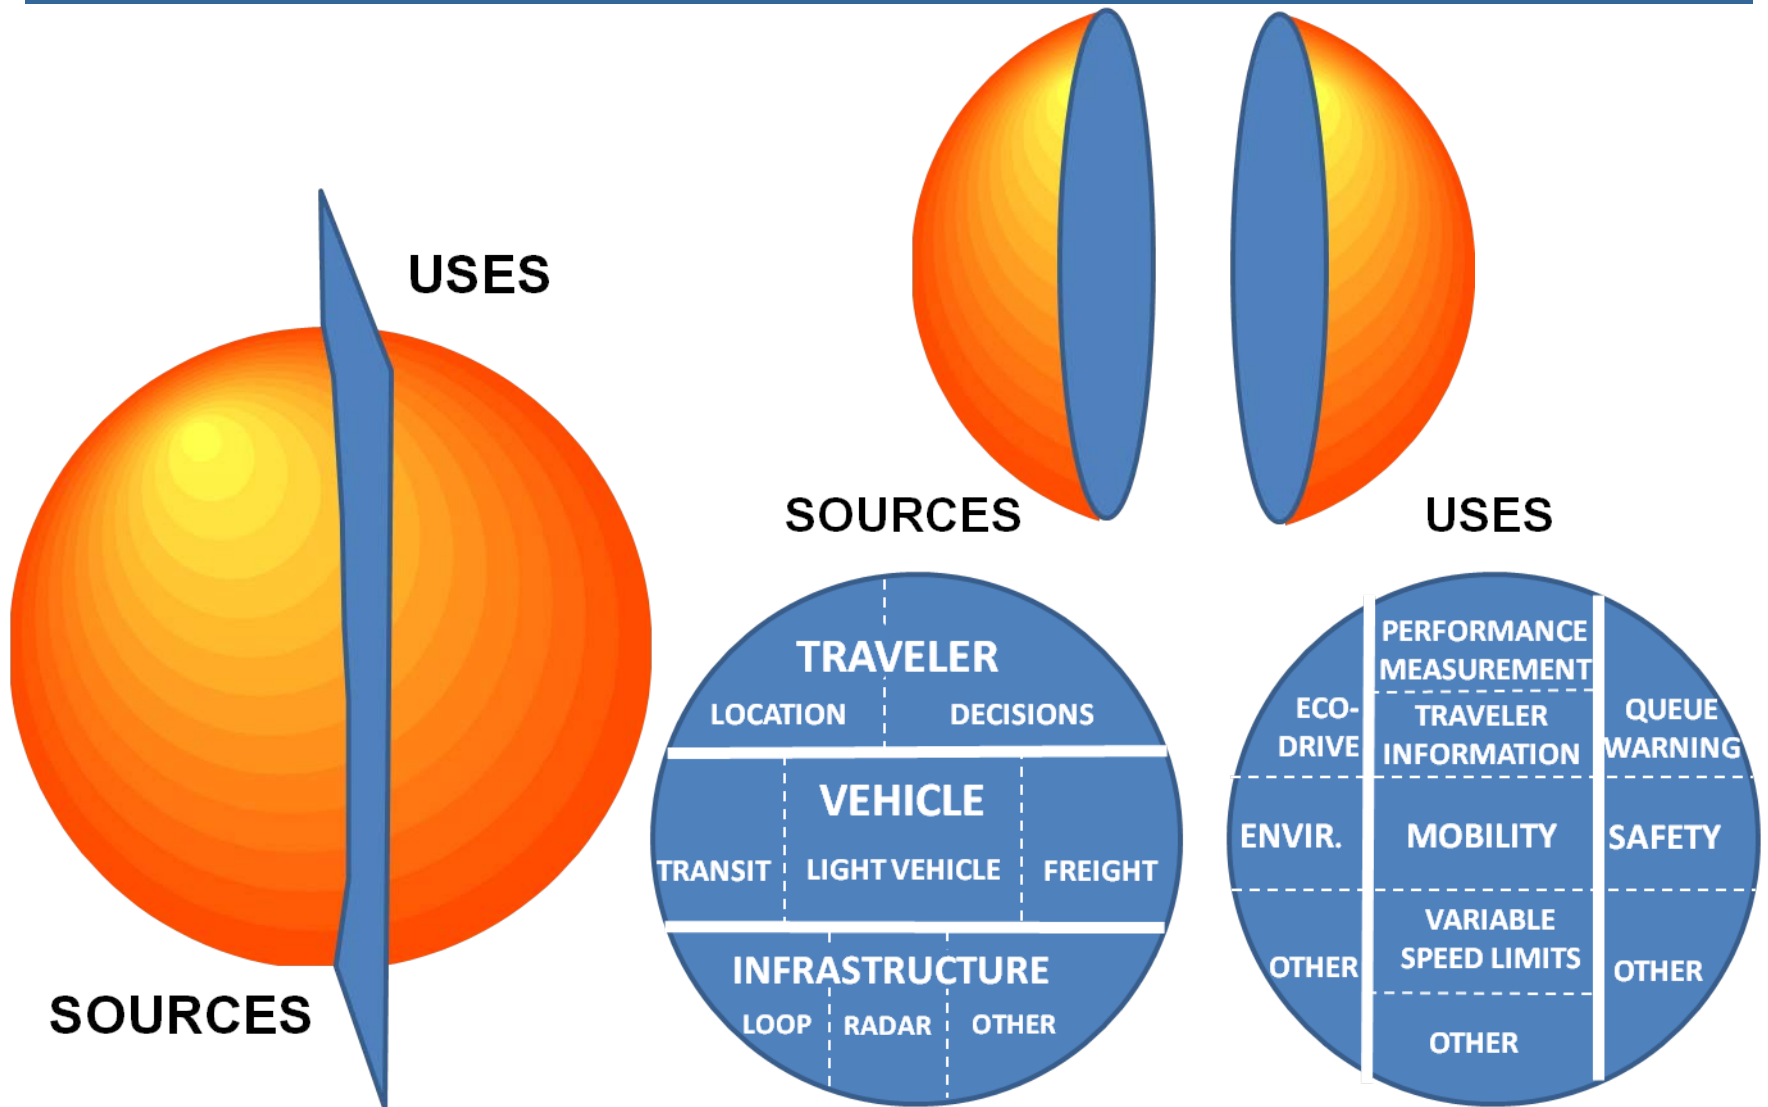 USES
SOURCES
SOURCES
TRAVELER
LOCATION
DECISIONS
VEHICLE
TRANSIT
LIGHT VEHICLE
FREIGHT
INFRASTRUCTURE
LOOP
RADAR
OTHER
USES
ECO-
DRIVE
ENVIR.
OTHER
PERFORMANCE
MEASUREMENT
TRAVELER
INFORMATION
MOBILITY
VARIABLE
SPEED LIMITS
OTHER
QUEUE
WARNING
SAFETY
OTHER